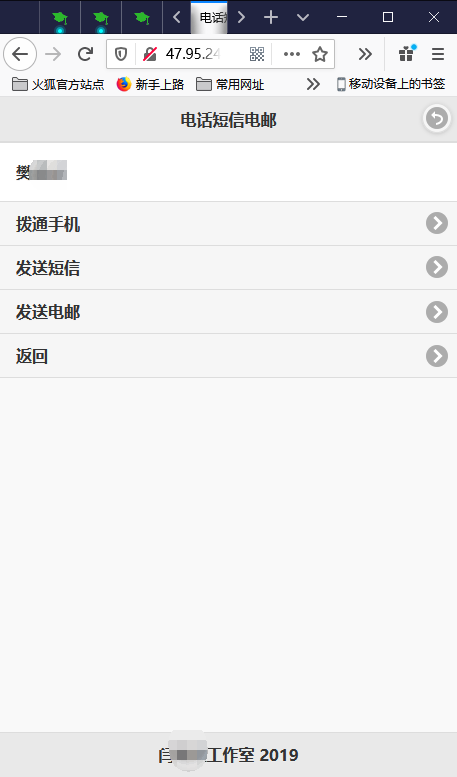 电话短
47.95.24
火狐官方站点 新手上路 常用网址 移动设备上的书签
电话短信电邮
樊
拨通手机
发送短信
发送电邮
返回
闫 工作室 2019